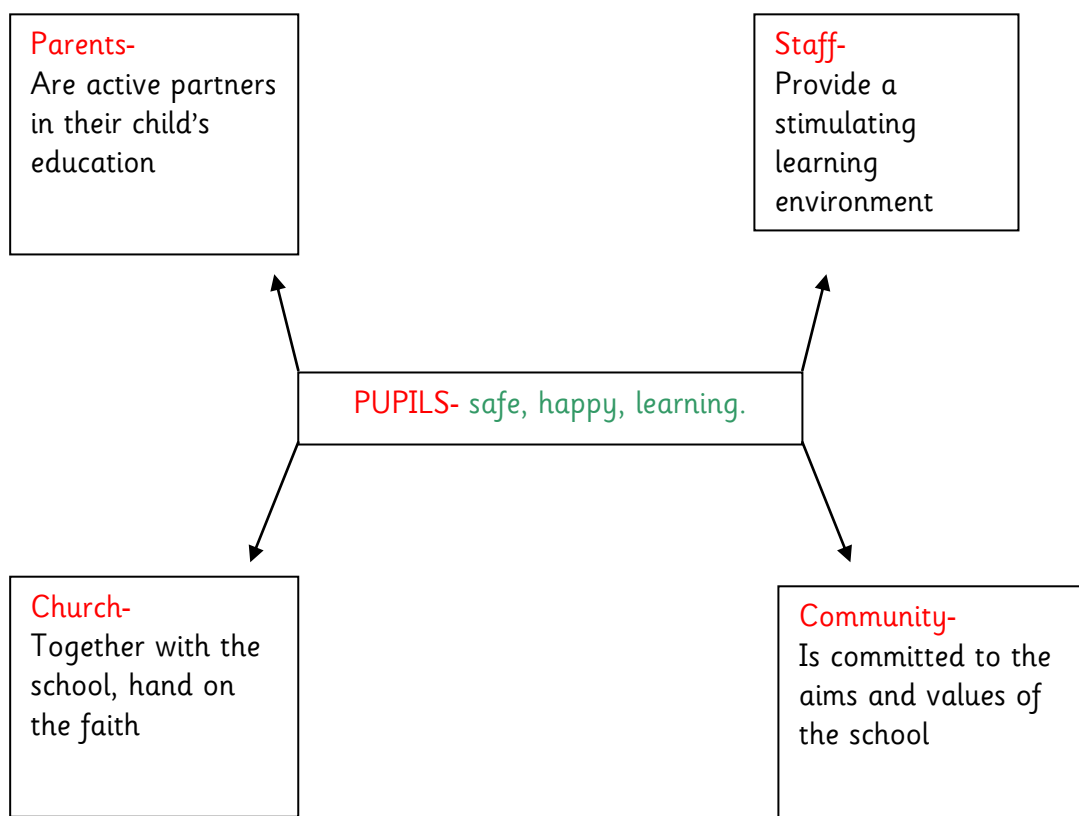 Parents-
Are active partners
in their child’s
education
Staff-
Provide a
stimulating
learning
environment
PUPILS- safe, happy, learning.
Church-
Together with the
school, hand on
the faith
Community-
Is committed to the
aims and values of
the school